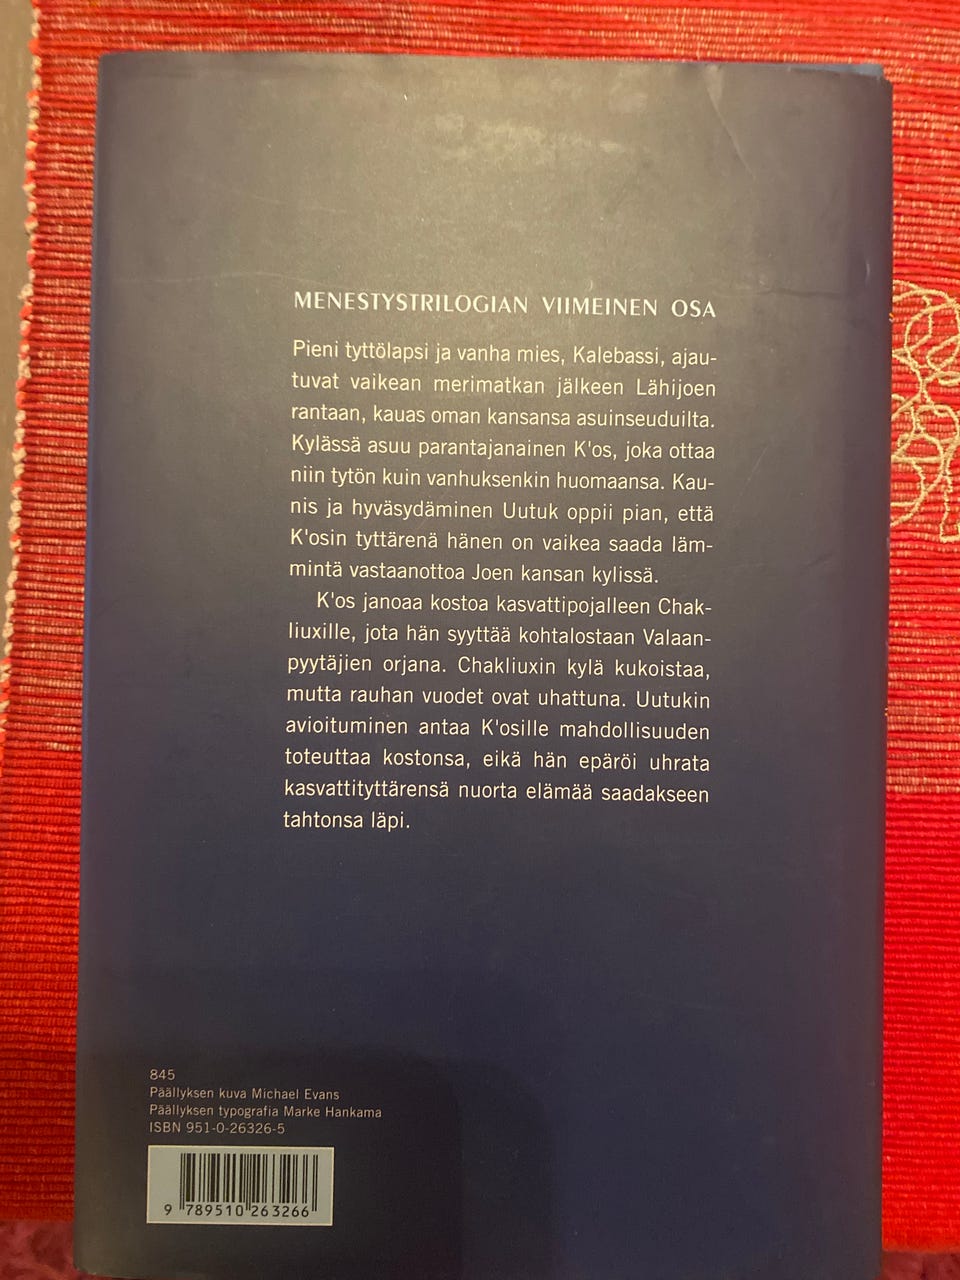 MENESTYSTRILOGIAN VIIMEINEN OSA
Pieni tyttölapsi ja vanha mies, Kalebassi, ajau-
tuvat vaikean merimatkan jälkeen Lähijoen
rantaan, kauas oman kansansa asuinseuduilta.
Kylässä asuu parantajanainen K'os, joka ottaa
niin tytön kuin vanhuksenkin huomaansa. Kau-
nis ja hyväsydäminen Uutuk oppii pian, että
K'osin tyttärenä hänen on vaikea saada läm-
mintä vastaanottoa Joen kansan kylissä.
K'os janoaa kostoa kasvattipojalleen Chak-
liuxille, jota hän syyttää kohtalostaan Valaan-
pyytäjien orjana. Chakliuxin kylä kukoistaa,
mutta rauhan vuodet ovat uhattuna. Uutukin
avioituminen antaa K'osille mahdollisuuden
toteuttaa kostonsa, eikä hän epäröi uhrata
kasvattityttärensä nuorta elämää saadakseen
tahtonsa läpi.
845
Päällyksen kuva Michael Evans
Päällyksen typografia Marke Hankama
ISBN 951-0-26326-5
9 789510 263266